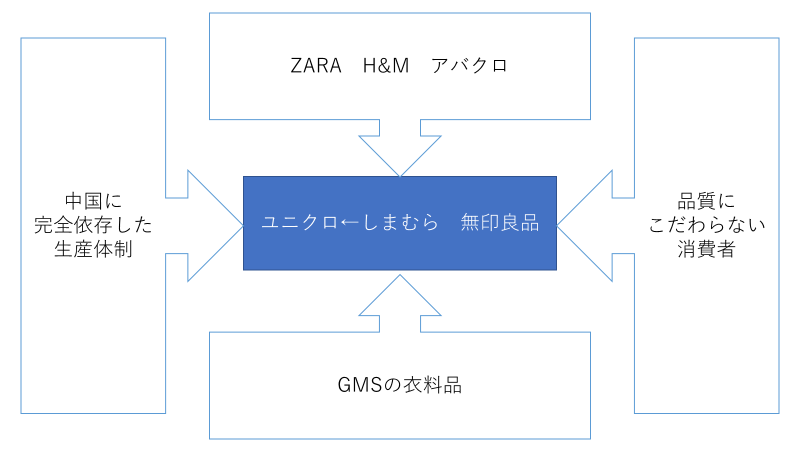 ZARA　H&M　アバクロ
中国に
完全依存した
生産体制
ユニクロ←しまむら　無印良品
品質に
こだわらない
消費者
GMSの衣料品